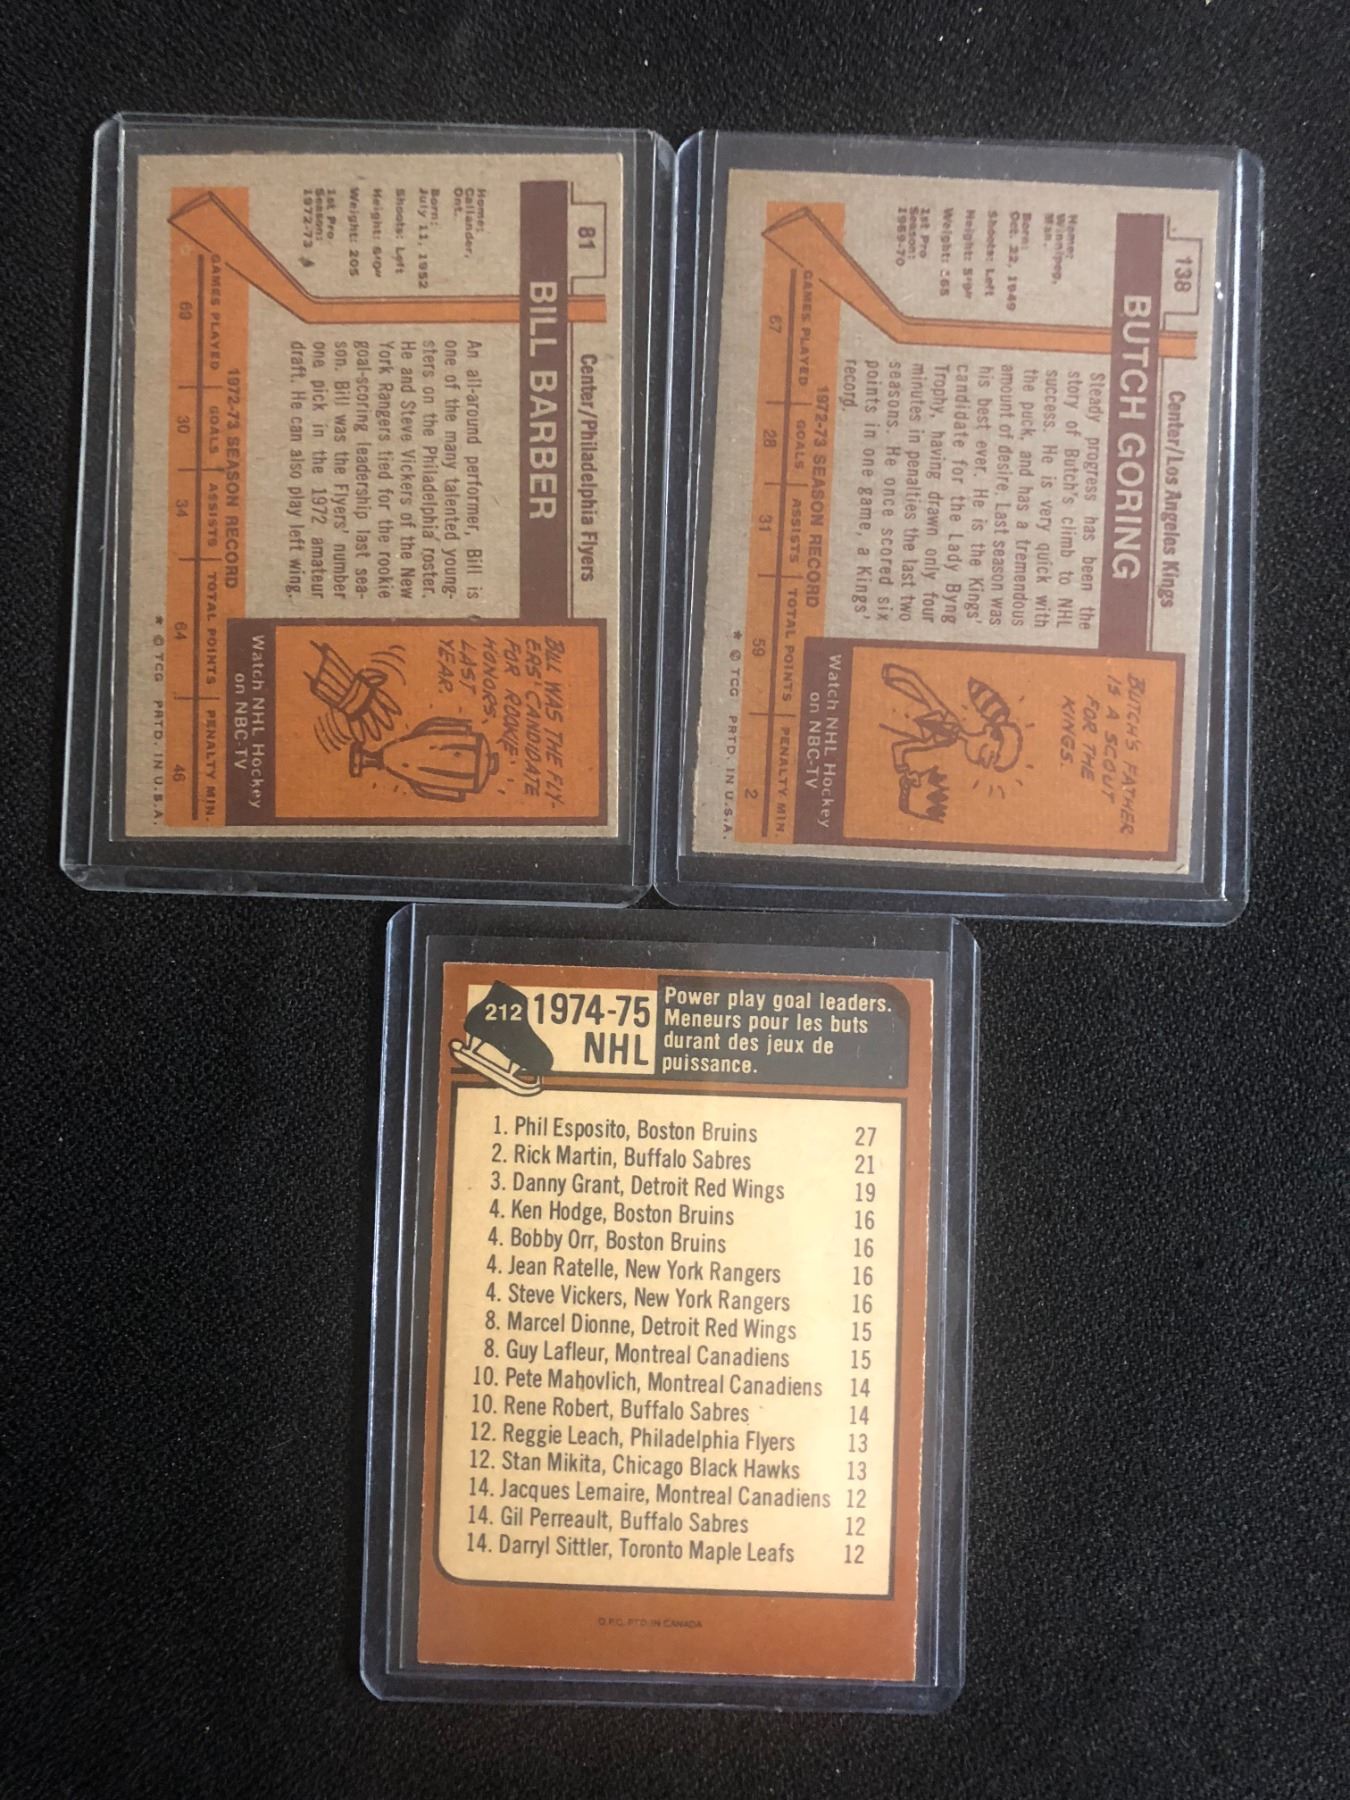 81
Center/Philadelphia Flyers
BILL BARBER
Home:
Callander,
Ont.
Born:
July 11, 1952
Shoots: Left
Height: 6'0"
Weight: 205
1st Pro
Season:
1972-73
An all-around performer, Bill is
one of the many talented young-
sters on the Philadelphia roster.
He and Steve Vickers of the New
York Rangers tied for the rookie
goal-scoring leadership last sea-
son. Bill was the Flyers' number
one pick in the 1972 amateur
draft. He can also play left wing.
BILL WAS THE FLY-
ERS' CANDIDATE
FOR ROOKIE
HONORS
LAST
YEAR.
1972-73 SEASON RECORD
GAMES PLAYED GOALS ASSISTS TOTAL POINTS PENALTY MIN.
69 30 34 64 46
Watch NHL Hockey
on NBC-TV
* © TCG PRTD. IN U.S.A.
138
Center/Los Angeles Kings
BUTCH GORING
Home:
Winnipeg,
Man.
Born:
Oct. 22, 1949
Shoots: Left
Height: 5'9"
Weight: 165
1st Pro
Season:
1969-70
Steady progress has been the
story of Butch's climb to NHL
success. He is very quick with
the puck, and has a tremendous
amount of desire. Last season was
his best ever. He is the Kings'
candidate for the Lady Byng
Trophy, having drawn only four
minutes in penalties the last two
seasons. He once scored six
points in one game, a Kings'
record.
BUTCH'S FATHER
IS A SCOUT
FOR THE
KINGS.
1972-73 SEASON RECORD
GAMES PLAYED GOALS ASSISTS TOTAL POINTS PENALTY MIN.
67 28 31 59 2
Watch NHL Hockey
on NBC-TV
* © TCG PRTD. IN U.S.A.
212
1974-75
NHL
Power play goal leaders.
Meneurs pour les buts
durant des jeux de
puissance.
1. Phil Esposito, Boston Bruins 27
2. Rick Martin, Buffalo Sabres 21
3. Danny Grant, Detroit Red Wings 19
4. Ken Hodge, Boston Bruins 16
4. Bobby Orr, Boston Bruins 16
4. Jean Ratelle, New York Rangers 16
4. Steve Vickers, New York Rangers 16
8. Marcel Dionne, Detroit Red Wings 15
8. Guy Lafleur, Montreal Canadiens 15
10. Pete Mahovlich, Montreal Canadiens 14
10. Rene Robert, Buffalo Sabres 14
12. Reggie Leach, Philadelphia Flyers 13
12. Stan Mikita, Chicago Black Hawks 13
14. Jacques Lemaire, Montreal Canadiens 12
14. Gil Perreault, Buffalo Sabres 12
14. Darryl Sittler, Toronto Maple Leafs 12
O.P.C. PTD. IN CANADA